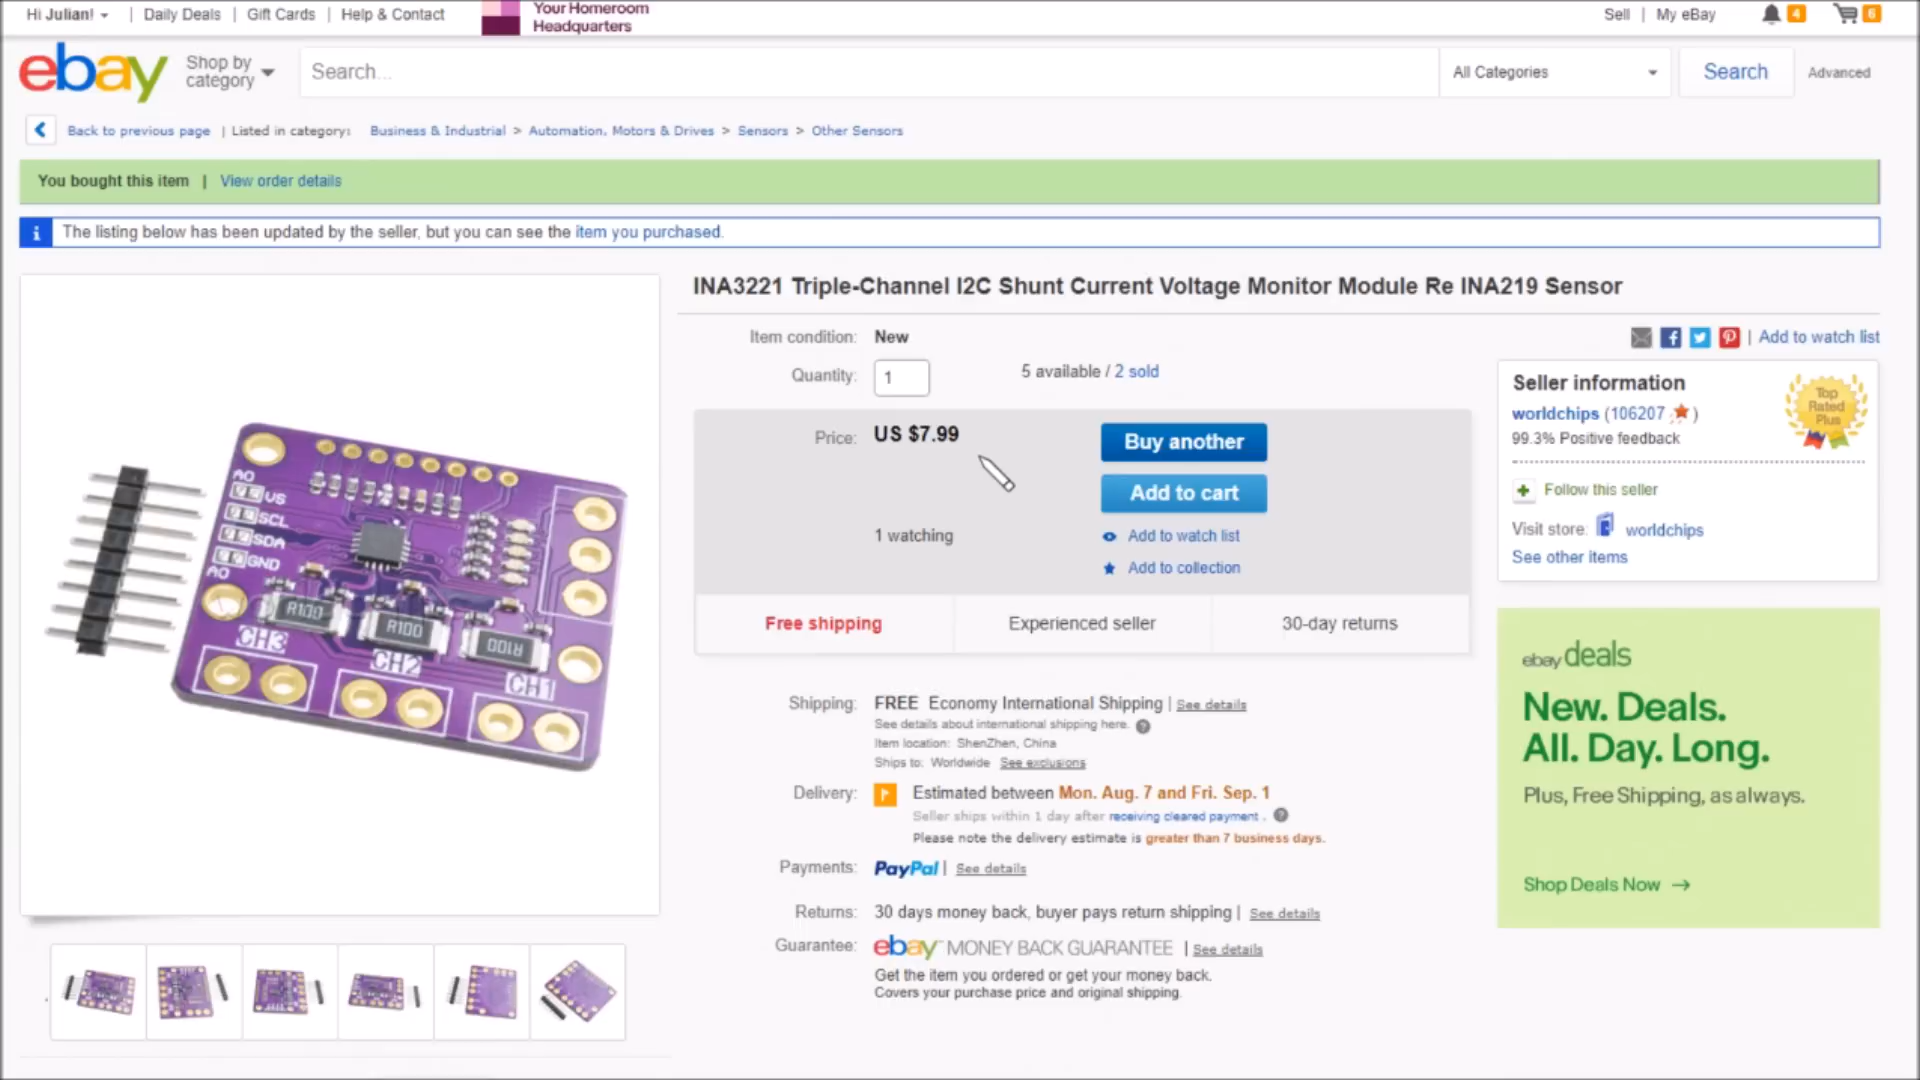 Hi Julian!
Daily Deals
Gift Cards
Help & Contact
Your Homeroom
Headquarters
Sell
My eBay
4
6
ebay
Shop by
category
Search...
All Categories
Search
Advanced
Back to previous page | Listed in category:
Business & Industrial > Automation, Motors & Drives > Sensors > Other Sensors
You bought this item | View order details
i The listing below has been updated by the seller, but you can see the item you purchased.
A0
VS
SCL
SDA
GND
A0
R100
R100
R100
CH3
CH2
CH1
INA3221 Triple-Channel I2C Shunt Current Voltage Monitor Module Re INA219 Sensor
Item condition: New
Quantity: 1
5 available / 2 sold
Price: US $7.99
Buy another
Add to cart
1 watching
Add to watch list
Add to collection
Free shipping
Experienced seller
30-day returns
Shipping: FREE Economy International Shipping | See details
See details about international shipping here.
Item location: ShenZhen, China
Ships to: Worldwide See exclusions
Delivery: Estimated between Mon. Aug. 7 and Fri. Sep. 1
Seller ships within 1 day after receiving cleared payment .
Please note the delivery estimate is greater than 7 business days.
Payments: PayPal | See details
Returns: 30 days money back, buyer pays return shipping | See details
Guarantee: ebay MONEY BACK GUARANTEE | See details
Get the item you ordered or get your money back.
Covers your purchase price and original shipping.
| Add to watch list
Seller information
worldchips (106207 )
99.3% Positive feedback
Top
Rated
Plus
Follow this seller
Visit store: worldchips
See other items
ebay deals
New. Deals.
All. Day. Long.
Plus, Free Shipping, as always.
Shop Deals Now →